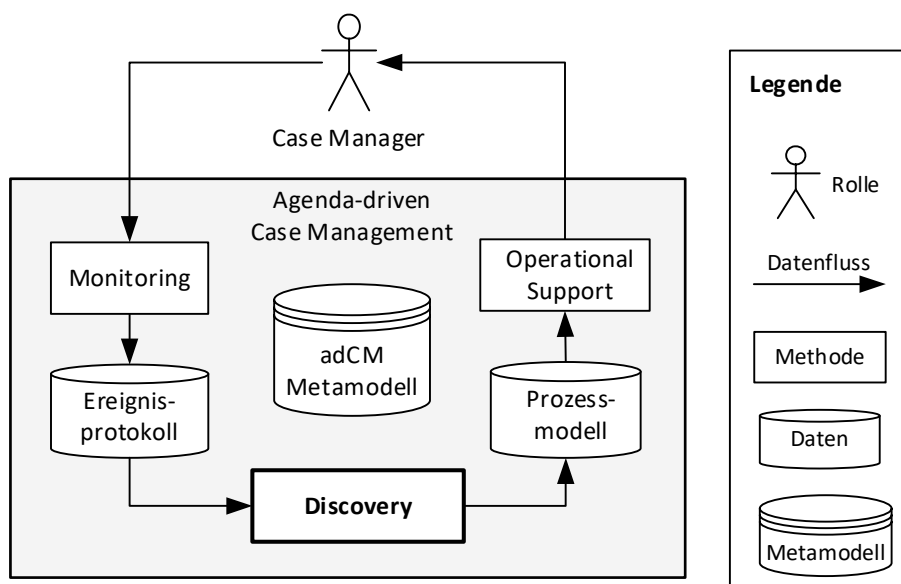 Case Manager
Agenda-driven
Case Management
Monitoring
Operational
Support
adCM
Metamodell
Ereignis-
protokoll
Prozess-
modell
Discovery
Legende
Rolle
Datenfluss
Methode
Daten
Metamodell